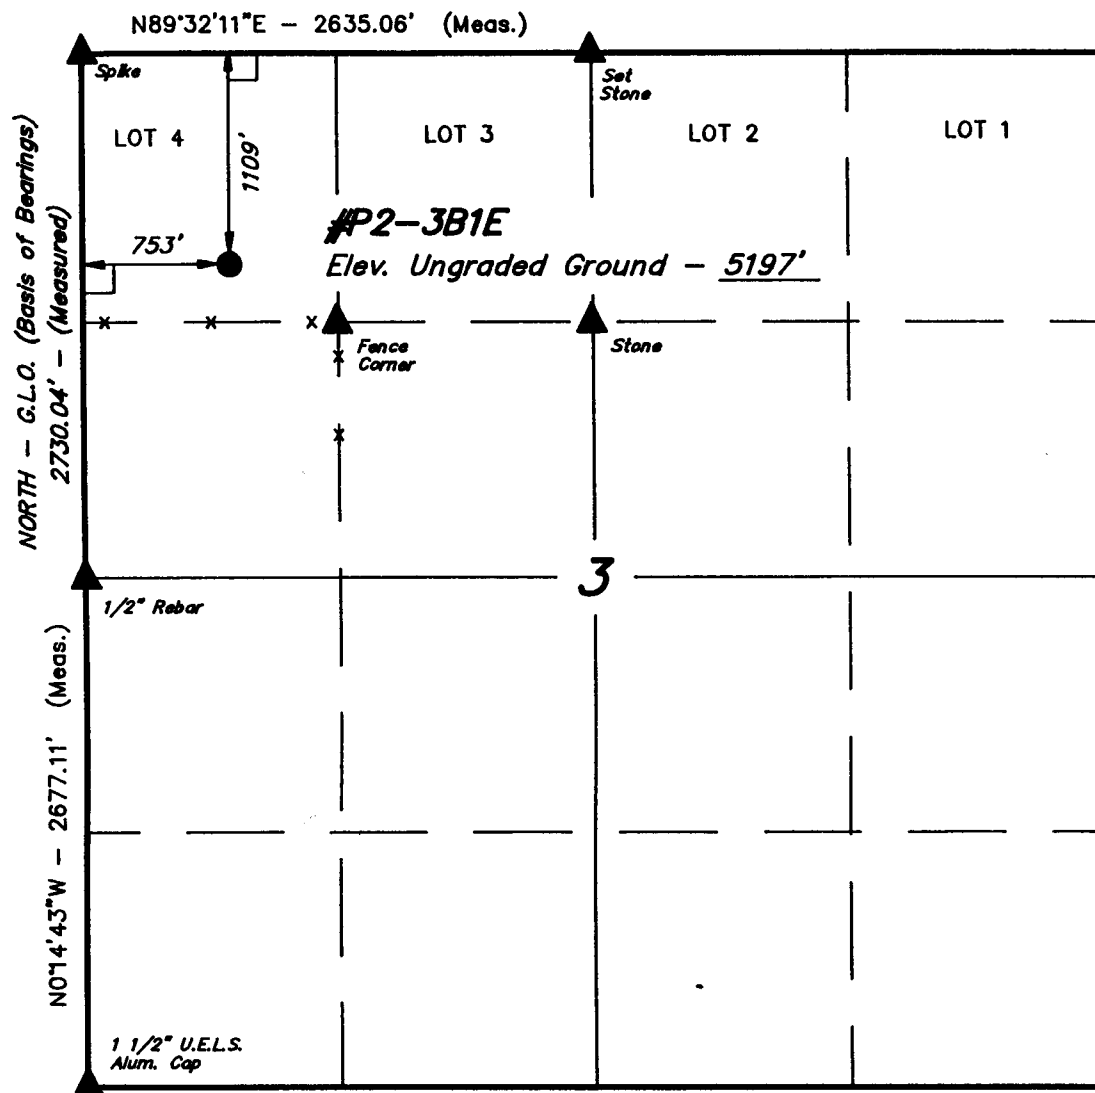 N89°32'11"E - 2635.06' (Meas.)
Spike
Set
Stone
LOT 4
LOT 3
LOT 2
LOT 1
1109'
753'
#P2-3B1E
Elev. Ungraded Ground - 5197'
NORTH - G.L.O. (Basis of Bearings)
2730.04' - (Measured)
x x x
Fence
Corner
Stone
x
x
3
1/2" Rebar
N0°14'43"W - 2677.11' (Meas.)
1 1/2" U.E.L.S.
Alum. Cap